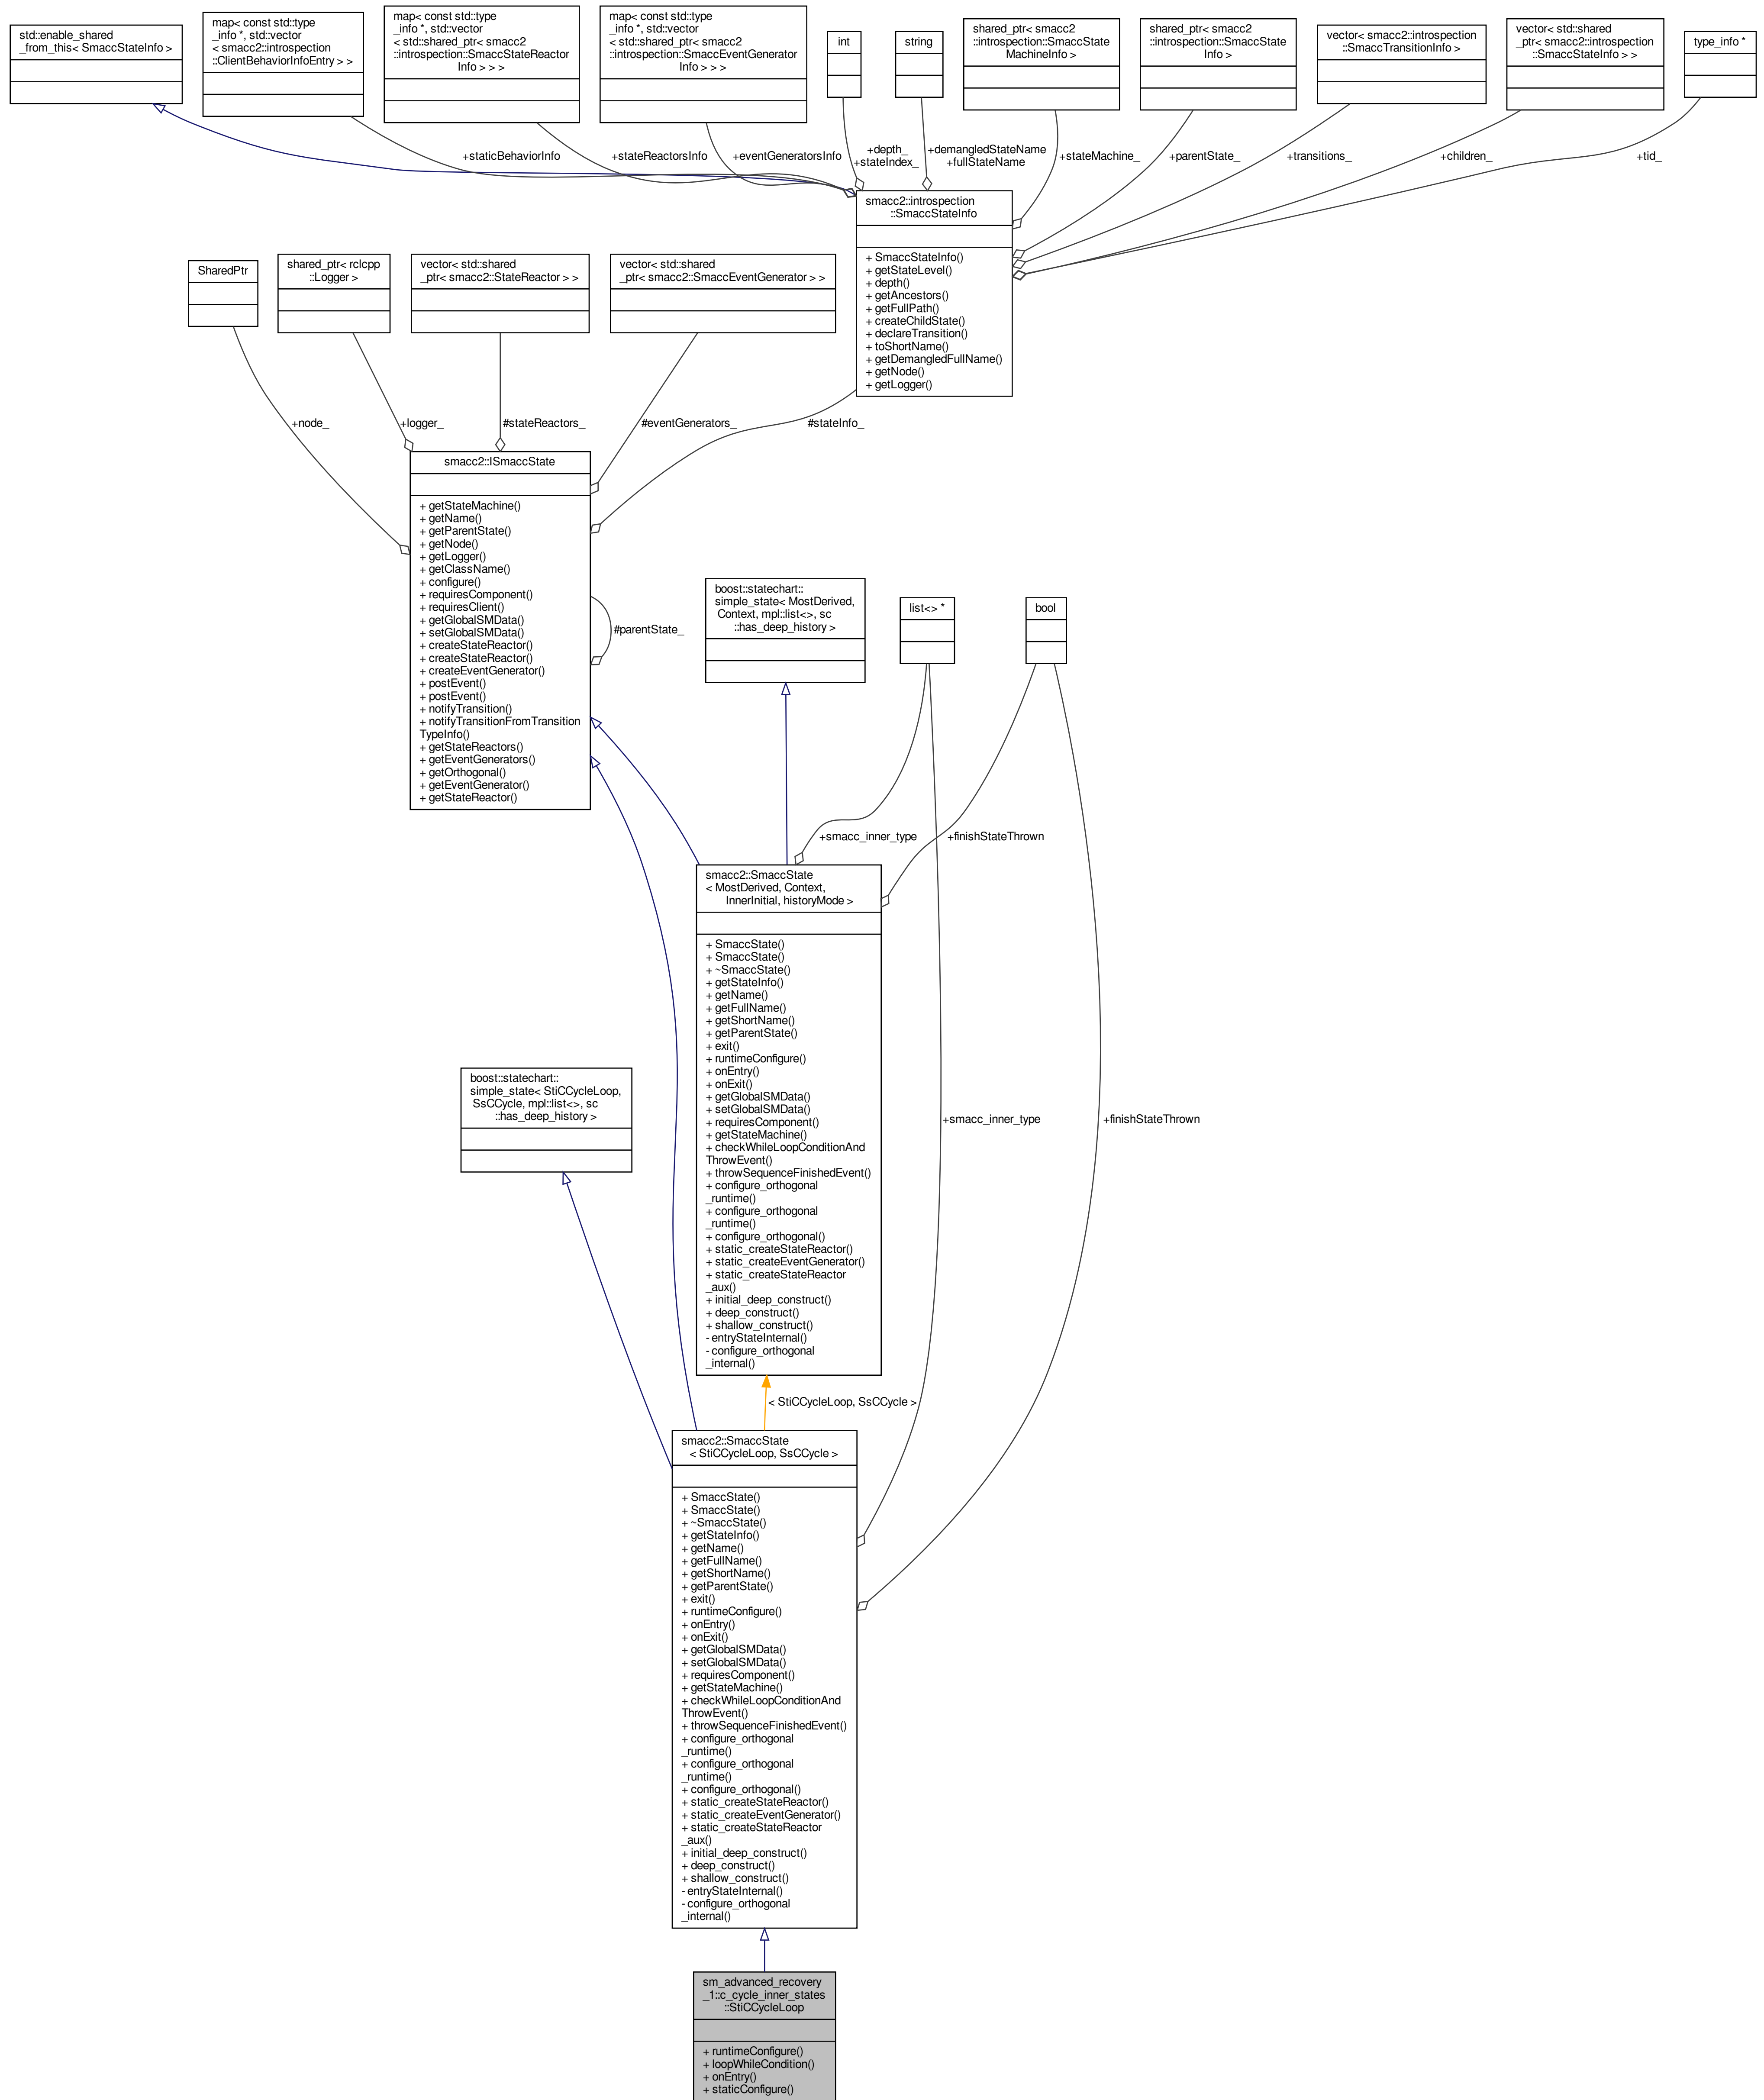 std::enable_shared
_from_this< SmaccStateInfo >
map< const std::type
_info *, std::vector
< smacc2::introspection
::ClientBehaviorInfoEntry > >
map< const std::type
_info *, std::vector
< std::shared_ptr< smacc2
::introspection::SmaccStateReactor
Info > > >
map< const std::type
_info *, std::vector
< std::shared_ptr< smacc2
::introspection::SmaccEventGenerator
Info > > >
int
string
shared_ptr< smacc2
::introspection::SmaccState
MachineInfo >
shared_ptr< smacc2
::introspection::SmaccState
Info >
vector< smacc2::introspection
::SmaccTransitionInfo >
vector< std::shared
_ptr< smacc2::introspection
::SmaccStateInfo > >
type_info *
+staticBehaviorInfo
+stateReactorsInfo
+eventGeneratorsInfo
+depth_
+stateIndex_
+demangledStateName
+fullStateName
+stateMachine_
+parentState_
+transitions_
+children_
+tid_
smacc2::introspection
::SmaccStateInfo
+ SmaccStateInfo()
+ getStateLevel()
+ depth()
+ getAncestors()
+ getFullPath()
+ createChildState()
+ declareTransition()
+ toShortName()
+ getDemangledFullName()
+ getNode()
+ getLogger()
SharedPtr
shared_ptr< rclcpp
::Logger >
vector< std::shared
_ptr< smacc2::StateReactor > >
vector< std::shared
_ptr< smacc2::SmaccEventGenerator > >
+node_
+logger_
#stateReactors_
#eventGenerators_
#stateInfo_
smacc2::ISmaccState
+ getStateMachine()
+ getName()
+ getParentState()
+ getNode()
+ getLogger()
+ getClassName()
+ configure()
+ requiresComponent()
+ requiresClient()
+ getGlobalSMData()
+ setGlobalSMData()
+ createStateReactor()
+ createStateReactor()
+ createEventGenerator()
+ postEvent()
+ postEvent()
+ notifyTransition()
+ notifyTransitionFromTransition
TypeInfo()
+ getStateReactors()
+ getEventGenerators()
+ getOrthogonal()
+ getEventGenerator()
+ getStateReactor()
#parentState_
boost::statechart::
simple_state< MostDerived,
Context, mpl::list<>, sc
::has_deep_history >
list<> *
bool
+smacc_inner_type
+finishStateThrown
smacc2::SmaccState
< MostDerived, Context,
InnerInitial, historyMode >
+ SmaccState()
+ SmaccState()
+ ~SmaccState()
+ getStateInfo()
+ getName()
+ getFullName()
+ getShortName()
+ getParentState()
+ exit()
+ runtimeConfigure()
+ onEntry()
+ onExit()
+ getGlobalSMData()
+ setGlobalSMData()
+ requiresComponent()
+ getStateMachine()
+ checkWhileLoopConditionAnd
ThrowEvent()
+ throwSequenceFinishedEvent()
+ configure_orthogonal
_runtime()
+ configure_orthogonal
_runtime()
+ configure_orthogonal()
+ static_createStateReactor()
+ static_createEventGenerator()
+ static_createStateReactor
_aux()
+ initial_deep_construct()
+ deep_construct()
+ shallow_construct()
- entryStateInternal()
- configure_orthogonal
_internal()
boost::statechart::
simple_state< StiCCycleLoop,
SsCCycle, mpl::list<>, sc
::has_deep_history >
+smacc_inner_type
+finishStateThrown
< StiCCycleLoop, SsCCycle >
smacc2::SmaccState
< StiCCycleLoop, SsCCycle >
+ SmaccState()
+ SmaccState()
+ ~SmaccState()
+ getStateInfo()
+ getName()
+ getFullName()
+ getShortName()
+ getParentState()
+ exit()
+ runtimeConfigure()
+ onEntry()
+ onExit()
+ getGlobalSMData()
+ setGlobalSMData()
+ requiresComponent()
+ getStateMachine()
+ checkWhileLoopConditionAnd
ThrowEvent()
+ throwSequenceFinishedEvent()
+ configure_orthogonal
_runtime()
+ configure_orthogonal
_runtime()
+ configure_orthogonal()
+ static_createStateReactor()
+ static_createEventGenerator()
+ static_createStateReactor
_aux()
+ initial_deep_construct()
+ deep_construct()
+ shallow_construct()
- entryStateInternal()
- configure_orthogonal
_internal()
sm_advanced_recovery
_1::c_cycle_inner_states
::StiCCycleLoop
+ runtimeConfigure()
+ loopWhileCondition()
+ onEntry()
+ staticConfigure()